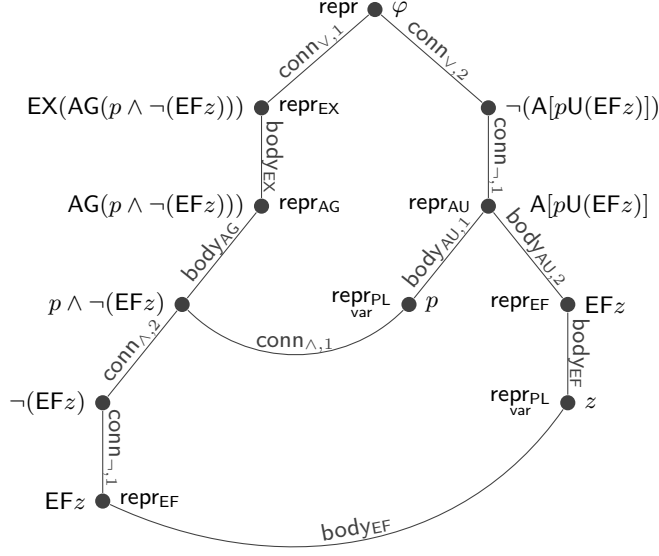 repr φ
conn∨,1 conn∨,2
EX(AG(p ∧ ¬(EFz))) repr_EX ¬(A[pU(EFz)])
body_EX conn¬,1
AG(p ∧ ¬(EFz))) repr_AG repr_AU A[pU(EFz)]
body_AG body_AU,1 body_AU,2
p ∧ ¬(EFz) repr_PL var p repr_EF EFz
conn∧,2 conn∧,1 body_EF
¬(EFz) repr_PL var z
conn¬,1
EFz repr_EF
body_EF